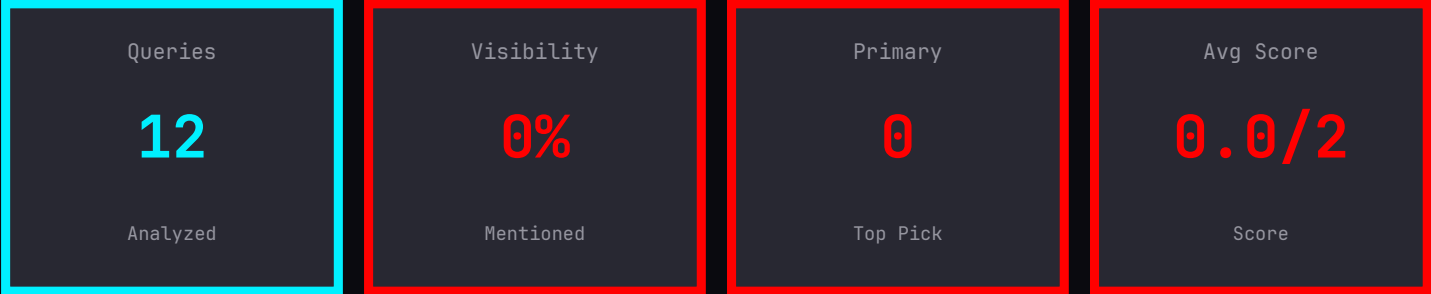 Queries
12
Analyzed
Visibility
0%
Mentioned
Primary
0
Top Pick
Avg Score
0.0/2
Score